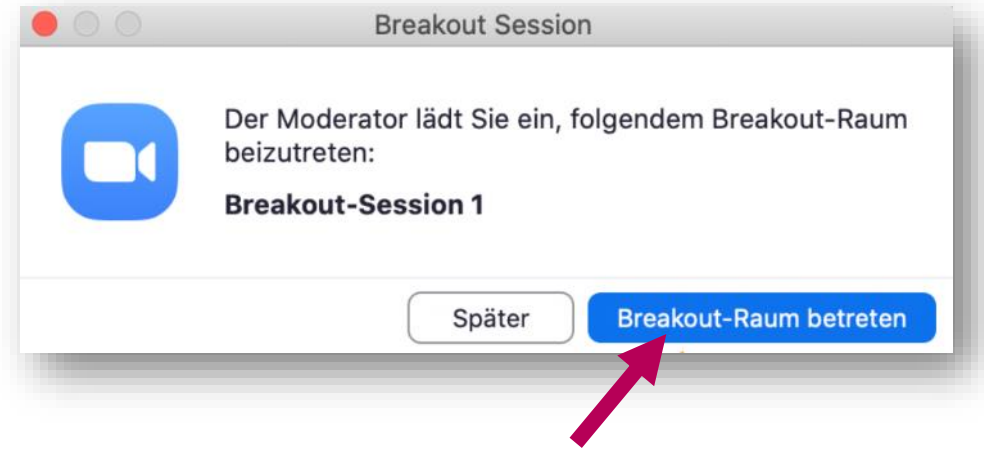 Breakout Session
Der Moderator lädt Sie ein, folgendem Breakout-Raum
beizutreten:
Breakout-Session 1
Später
Breakout-Raum betreten